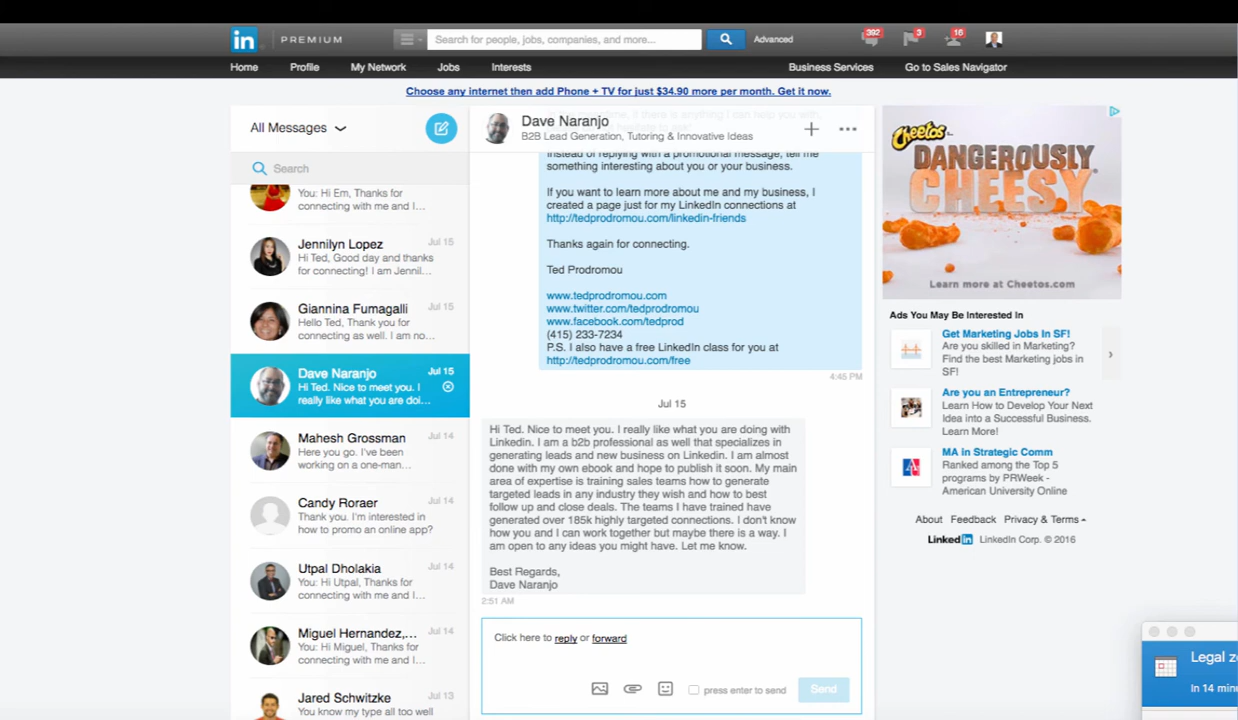 in PREMIUM Search for people, jobs, companies, and more... Advanced 392 3 16
Home Profile My Network Jobs Interests Business Services Go to Sales Navigator
Choose any internet then add Phone + TV for just $34.90 more per month. Get it now.
All Messages
Search
You: Hi Em, Thanks for
connecting with me and I...
Jennilyn Lopez Jul 15
Hi Ted, Good day and thanks
for connecting! I am Jennil...
Giannina Fumagalli Jul 15
Hello Ted, Thank you for
connecting as well. I am no...
Dave Naranjo Jul 15
Hi Ted. Nice to meet you. I
really like what you are doi...
Mahesh Grossman Jul 14
Here you go. I've been
working on a one-man...
Candy Roraer Jul 14
Thank you. I'm interested in
how to promo an online app?
Utpal Dholakia Jul 14
You: Hi Utpal, Thanks for
connecting with me and I...
Miguel Hernandez,... Jul 14
You: Hi Miguel, Thanks for
connecting with me and I...
Jared Schwitzke Jul 13
You know my type all too well
Dave Naranjo
B2B Lead Generation, Tutoring & Innovative Ideas
instead of replying with a promotional message, tell me
something interesting about you or your business.
If you want to learn more about me and my business, I
created a page just for my LinkedIn connections at
http://tedprodromou.com/linkedin-friends
Thanks again for connecting.
Ted Prodromou
www.tedprodromou.com
www.twitter.com/tedprodromou
www.facebook.com/tedprod
(415) 233-7234
P.S. I also have a free LinkedIn class for you at
http://tedprodromou.com/free
4:45 PM
Jul 15
Hi Ted. Nice to meet you. I really like what you are doing with
Linkedin. I am a b2b professional as well that specializes in
generating leads and new business on Linkedin. I am almost
done with my own ebook and hope to publish it soon. My main
area of expertise is training sales teams how to generate
targeted leads in any industry they wish and how to best
follow up and close deals. The teams I have trained have
generated over 185k highly targeted connections. I don't know
how you and I can work together but maybe there is a way. I
am open to any ideas you might have. Let me know.
Best Regards,
Dave Naranjo
2:51 AM
Click here to reply or forward
press enter to send Send
Cheetos
DANGEROUSLY
CHEESY
Learn more at Cheetos.com
Ads You May Be Interested In
Get Marketing Jobs In SF!
Are you skilled in Marketing?
Find the best Marketing jobs in
SF!
Are you an Entrepreneur?
Learn How to Develop Your Next
Idea into a Successful Business.
Learn More!
MA in Strategic Comm
Ranked among the Top 5
programs by PRWeek -
American University Online
About Feedback Privacy & Terms
Linked in LinkedIn Corp. © 2016
Legal
In 14